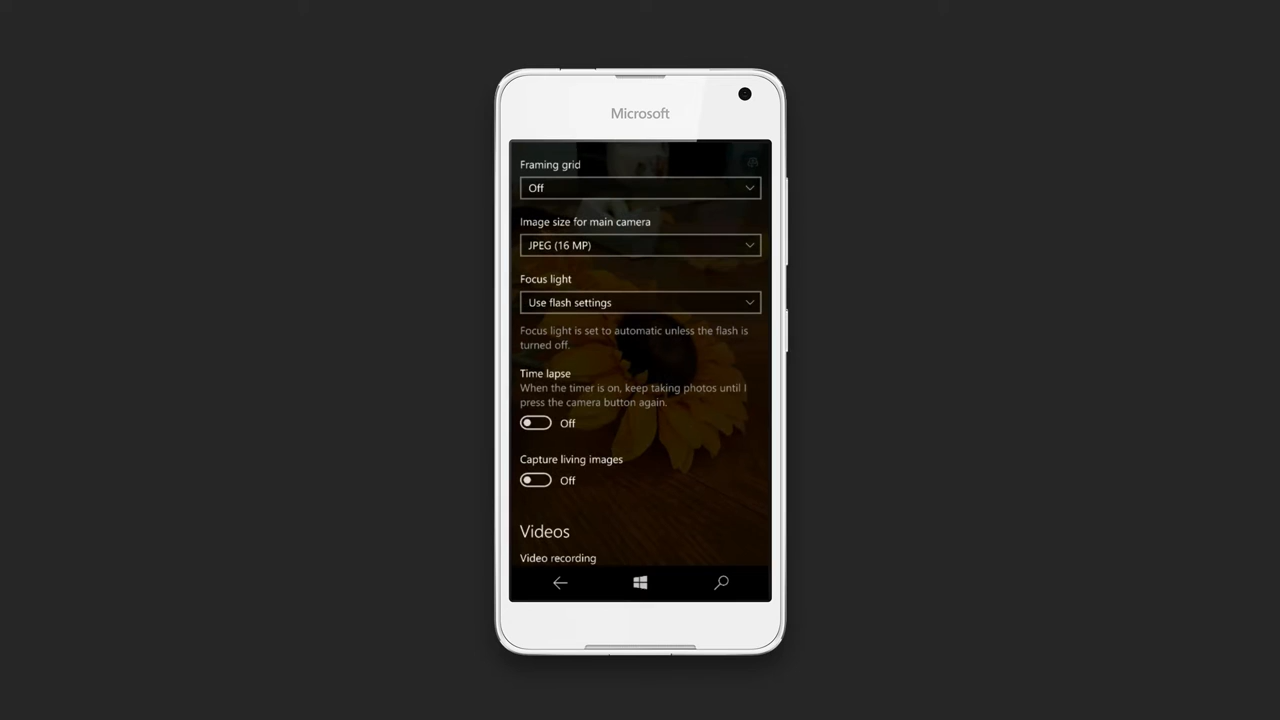 Microsoft
Framing grid
Off
Image size for main camera
JPEG (16 MP)
Focus light
Use flash settings
Focus light is set to automatic unless the flash is
turned off.
Time lapse
When the timer is on, keep taking photos until I
press the camera button again.
Off
Capture living images
Off
Videos
Video recording